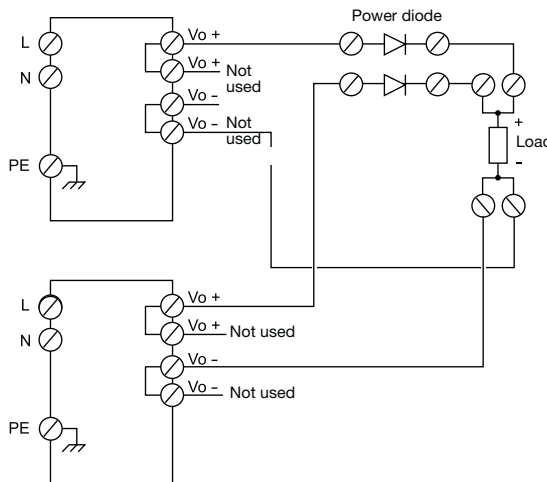 Power diode
L
Vo +
N
Vo +
Not
used
Vo -
Vo -
Not
used
+
Load
-
PE
L
Vo +
N
Vo +
Not used
Vo -
Vo -
Not used
PE